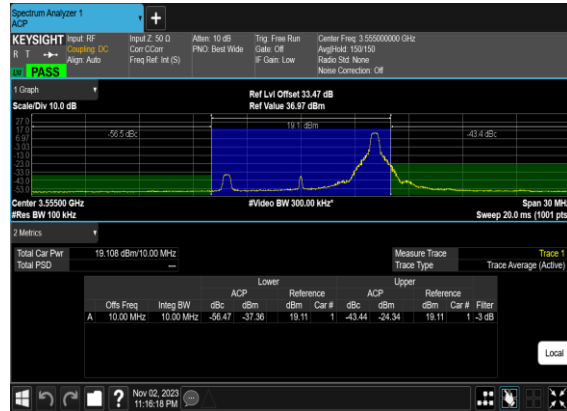 Spectrum Analyzer 1
ACP
+
KEYSIGHT Input: RF Input Z: 50 Ω Atten: 10 dB Trig: Free Run Center Freq: 3.555000000 GHz
R T Coupling: DC Corr CCorr PNO: Best Wide Gate: Off Avg|Hold: 150/150
Align: Auto Freq Ref: Int (S) IF Gain: Low Radio Std: None
PASS Noise Correction: Off
1 Graph
Ref Lvl Offset 33.47 dB
Scale/Div 10.0 dB Ref Value 36.97 dBm
27.0
17.0
6.97
-3.03
-13.0
-23.0
-33.0
-43.0
-53.0
-56.5 dBc 19.1 dBm -43.4 dBc
Center 3.55500 GHz #Video BW 300.00 kHz* Span 30 MHz
#Res BW 100 kHz Sweep 20.0 ms (1001 pts)
2 Metrics
Total Car Pwr 19.108 dBm/10.00 MHz Measure Trace Trace 1
Total PSD --- Trace Type Trace Average (Active)
Lower Upper
ACP Reference ACP Reference
Offs Freq Integ BW dBc dBm dBm Car # dBc dBm dBm Car # Filter
A 10.00 MHz 10.00 MHz -56.47 -37.36 19.11 1 -43.44 -24.34 19.11 1 -3 dB
Local
? Nov 02, 2023
11:16:18 PM